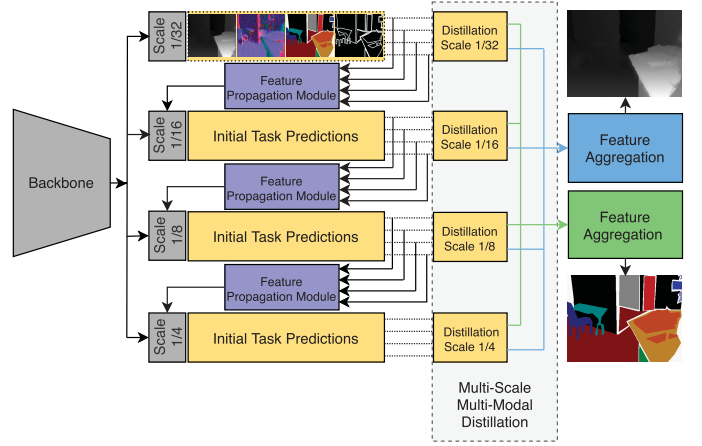 Backbone
Scale
1/32
Distillation
Scale 1/32
Feature
Propagation Module
Scale
1/16
Initial Task Predictions
Distillation
Scale 1/16
Feature
Aggregation
Feature
Propagation Module
Scale
1/8
Initial Task Predictions
Distillation
Scale 1/8
Feature
Aggregation
Feature
Propagation Module
Scale
1/4
Initial Task Predictions
Distillation
Scale 1/4
Multi-Scale
Multi-Modal
Distillation